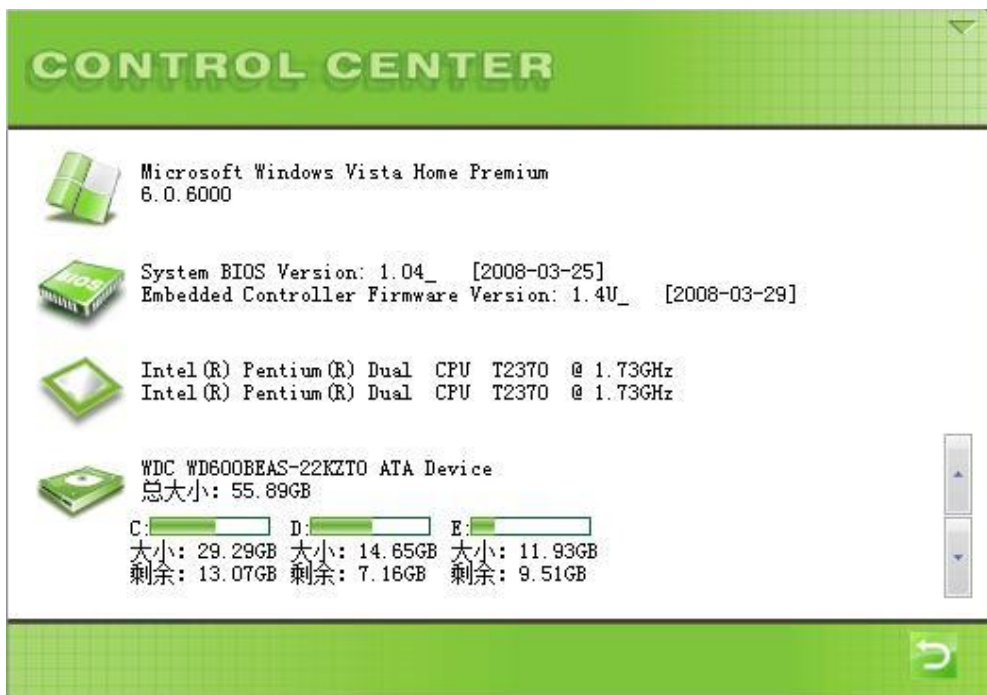 CONTROL CENTER
Microsoft Windows Vista Home Premium
6.0.6000
BIOS
System BIOS Version: 1.04_ [2008-03-25]
Embedded Controller Firmware Version: 1.4U_ [2008-03-29]
Intel(R) Pentium(R) Dual CPU T2370 @ 1.73GHz
Intel(R) Pentium(R) Dual CPU T2370 @ 1.73GHz
WDC WD600BEAS-22KZT0 ATA Device
总大小: 55.89GB
C: D: E:
大小: 29.29GB 大小: 14.65GB 大小: 11.93GB
剩余: 13.07GB 剩余: 7.16GB 剩余: 9.51GB